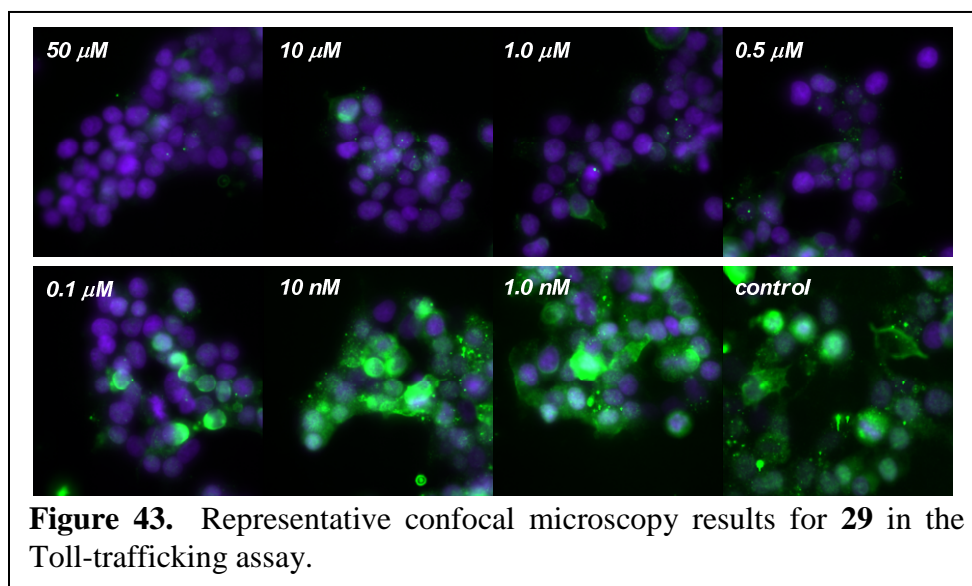 50 μM 10 μM 1.0 μM 0.5 μM
0.1 μM 10 nM 1.0 nM control
Figure 43. Representative confocal microscopy results for 29 in the
Toll-trafficking assay.